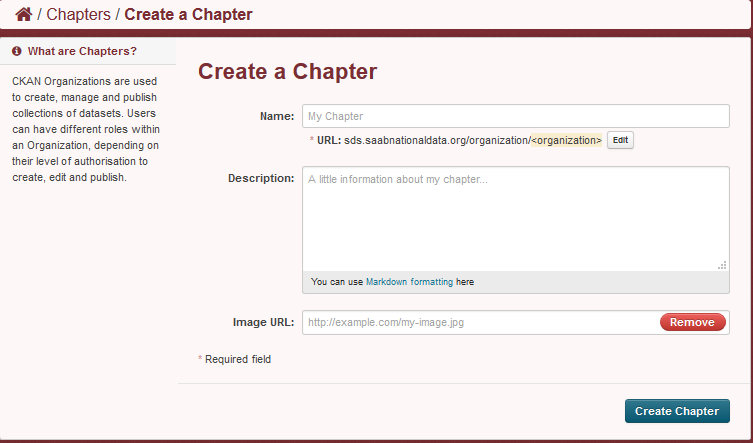 / Chapters / Create a Chapter
What are Chapters?
CKAN Organizations are used
to create, manage and publish
collections of datasets. Users
can have different roles within
an Organization, depending on
their level of authorisation to
create, edit and publish.
Create a Chapter
Name: My Chapter
* URL: sds.saabnationaldata.org/organization/<organization> Edit
Description: A little information about my chapter...
You can use Markdown formatting here
Image URL: http://example.com/my-image.jpg Remove
* Required field
Create Chapter